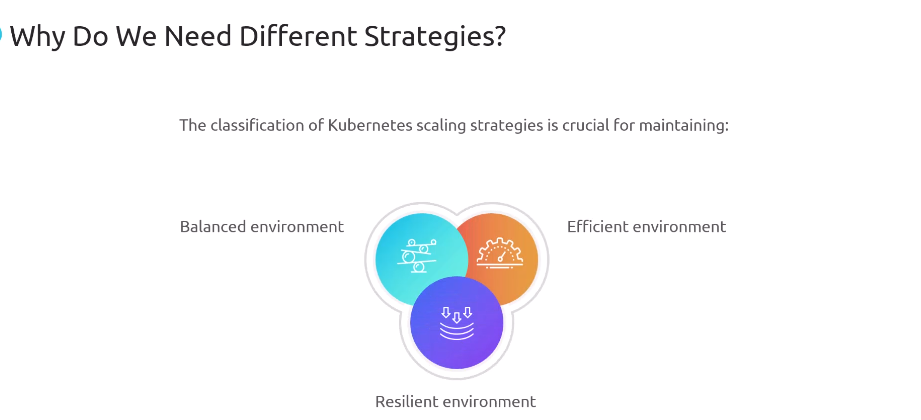 Why Do We Need Different Strategies?
The classification of Kubernetes scaling strategies is crucial for maintaining:
Balanced environment
Efficient environment
Resilient environment